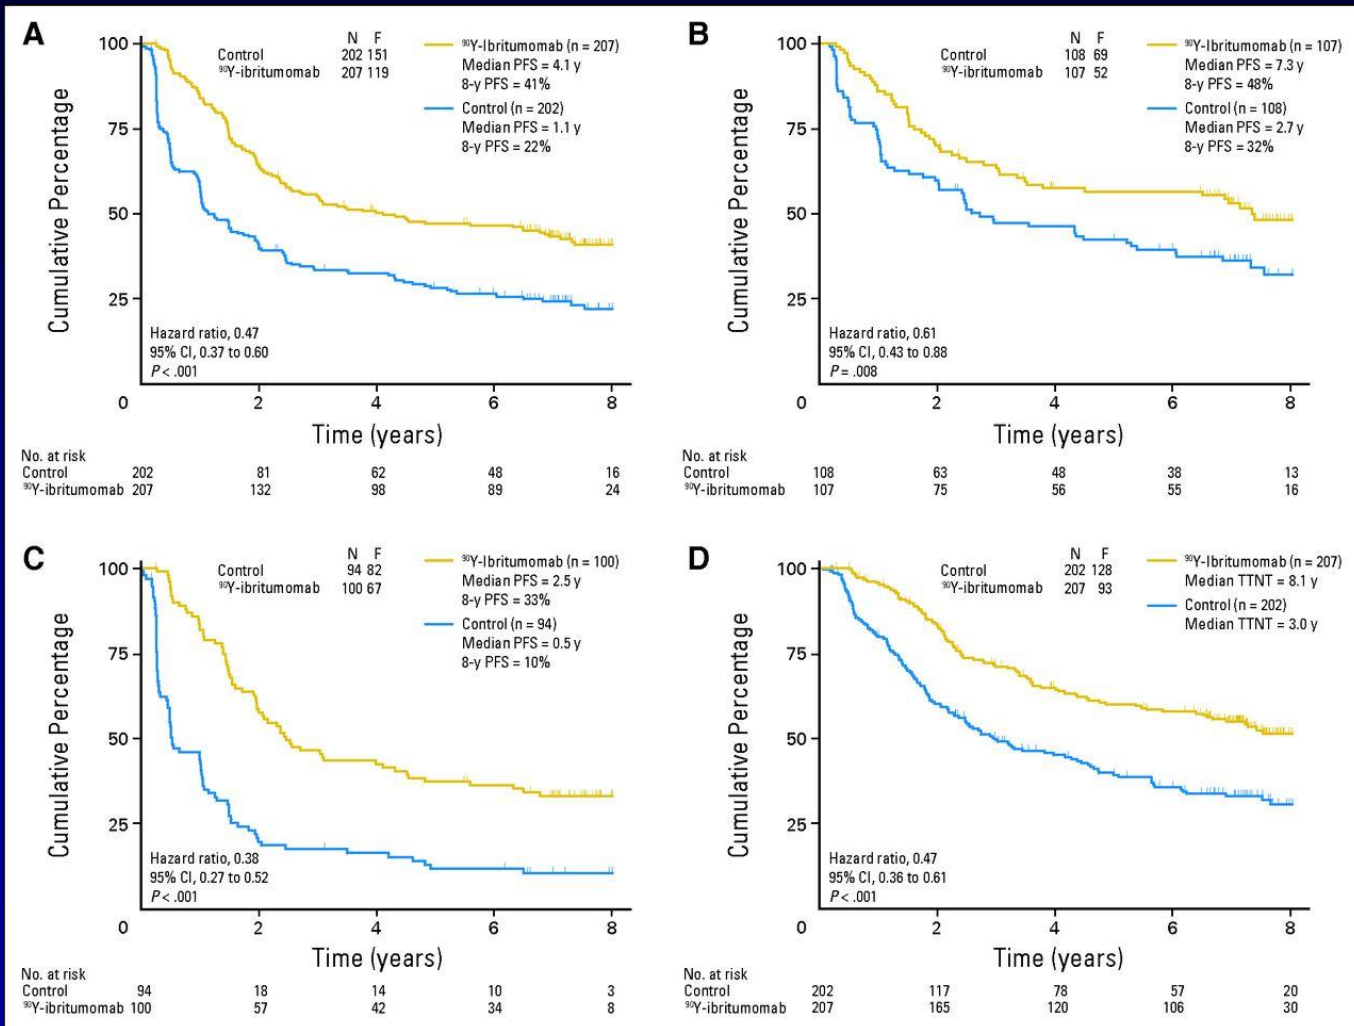 A
N F
Control 202 151
⁹⁰Y-ibritumomab 207 119
⁹⁰Y-Ibritumomab (n = 207)
Median PFS = 4.1 y
8-y PFS = 41%
Control (n = 202)
Median PFS = 1.1 y
8-y PFS = 22%
Cumulative Percentage
100
75
50
25
Hazard ratio, 0.47
95% CI, 0.37 to 0.60
P < .001
0 2 4 6 8
Time (years)
No. at risk
Control 202 81 62 48 16
⁹⁰Y-ibritumomab 207 132 98 89 24
B
N F
Control 108 69
⁹⁰Y-ibritumomab 107 52
⁹⁰Y-Ibritumomab (n = 107)
Median PFS = 7.3 y
8-y PFS = 48%
Control (n = 108)
Median PFS = 2.7 y
8-y PFS = 32%
Cumulative Percentage
100
75
50
25
Hazard ratio, 0.61
95% CI, 0.43 to 0.88
P = .008
0 2 4 6 8
Time (years)
No. at risk
Control 108 63 48 38 13
⁹⁰Y-ibritumomab 107 75 56 55 16
C
N F
Control 94 82
⁹⁰Y-ibritumomab 100 67
⁹⁰Y-Ibritumomab (n = 100)
Median PFS = 2.5 y
8-y PFS = 33%
Control (n = 94)
Median PFS = 0.5 y
8-y PFS = 10%
Cumulative Percentage
100
75
50
25
Hazard ratio, 0.38
95% CI, 0.27 to 0.52
P < .001
0 2 4 6 8
Time (years)
No. at risk
Control 94 18 14 10 3
⁹⁰Y-ibritumomab 100 57 42 34 8
D
N F
Control 202 128
⁹⁰Y-ibritumomab 207 93
⁹⁰Y-Ibritumomab (n = 207)
Median TTNT = 8.1 y
Control (n = 202)
Median TTNT = 3.0 y
Cumulative Percentage
100
75
50
25
Hazard ratio, 0.47
95% CI, 0.36 to 0.61
P < .001
0 2 4 6 8
Time (years)
No. at risk
Control 202 117 78 57 20
⁹⁰Y-ibritumomab 207 165 120 106 30